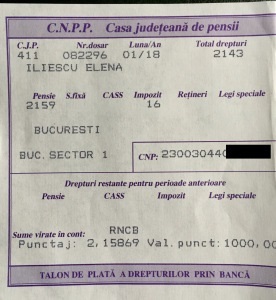 C.N.P.P. Casa județeană de pensii
C.J.P. Nr.dosar Luna/An Total drepturi
411 082296 01/18 2143
ILIESCU ELENA
Pensie S.fixă CASS Impozit Rețineri Legi speciale
2159 16
BUCURESTI
BUC. SECTOR 1 CNP: 230030440
Drepturi restante pentru perioade anterioare
Pensie CASS Impozit Legi speciale
Sume virate în cont: RNCB
Punctaj: 2,15869 Val. punct: 1000,00
TALON DE PLATĂ A DREPTURILOR PRIN BANCĂ